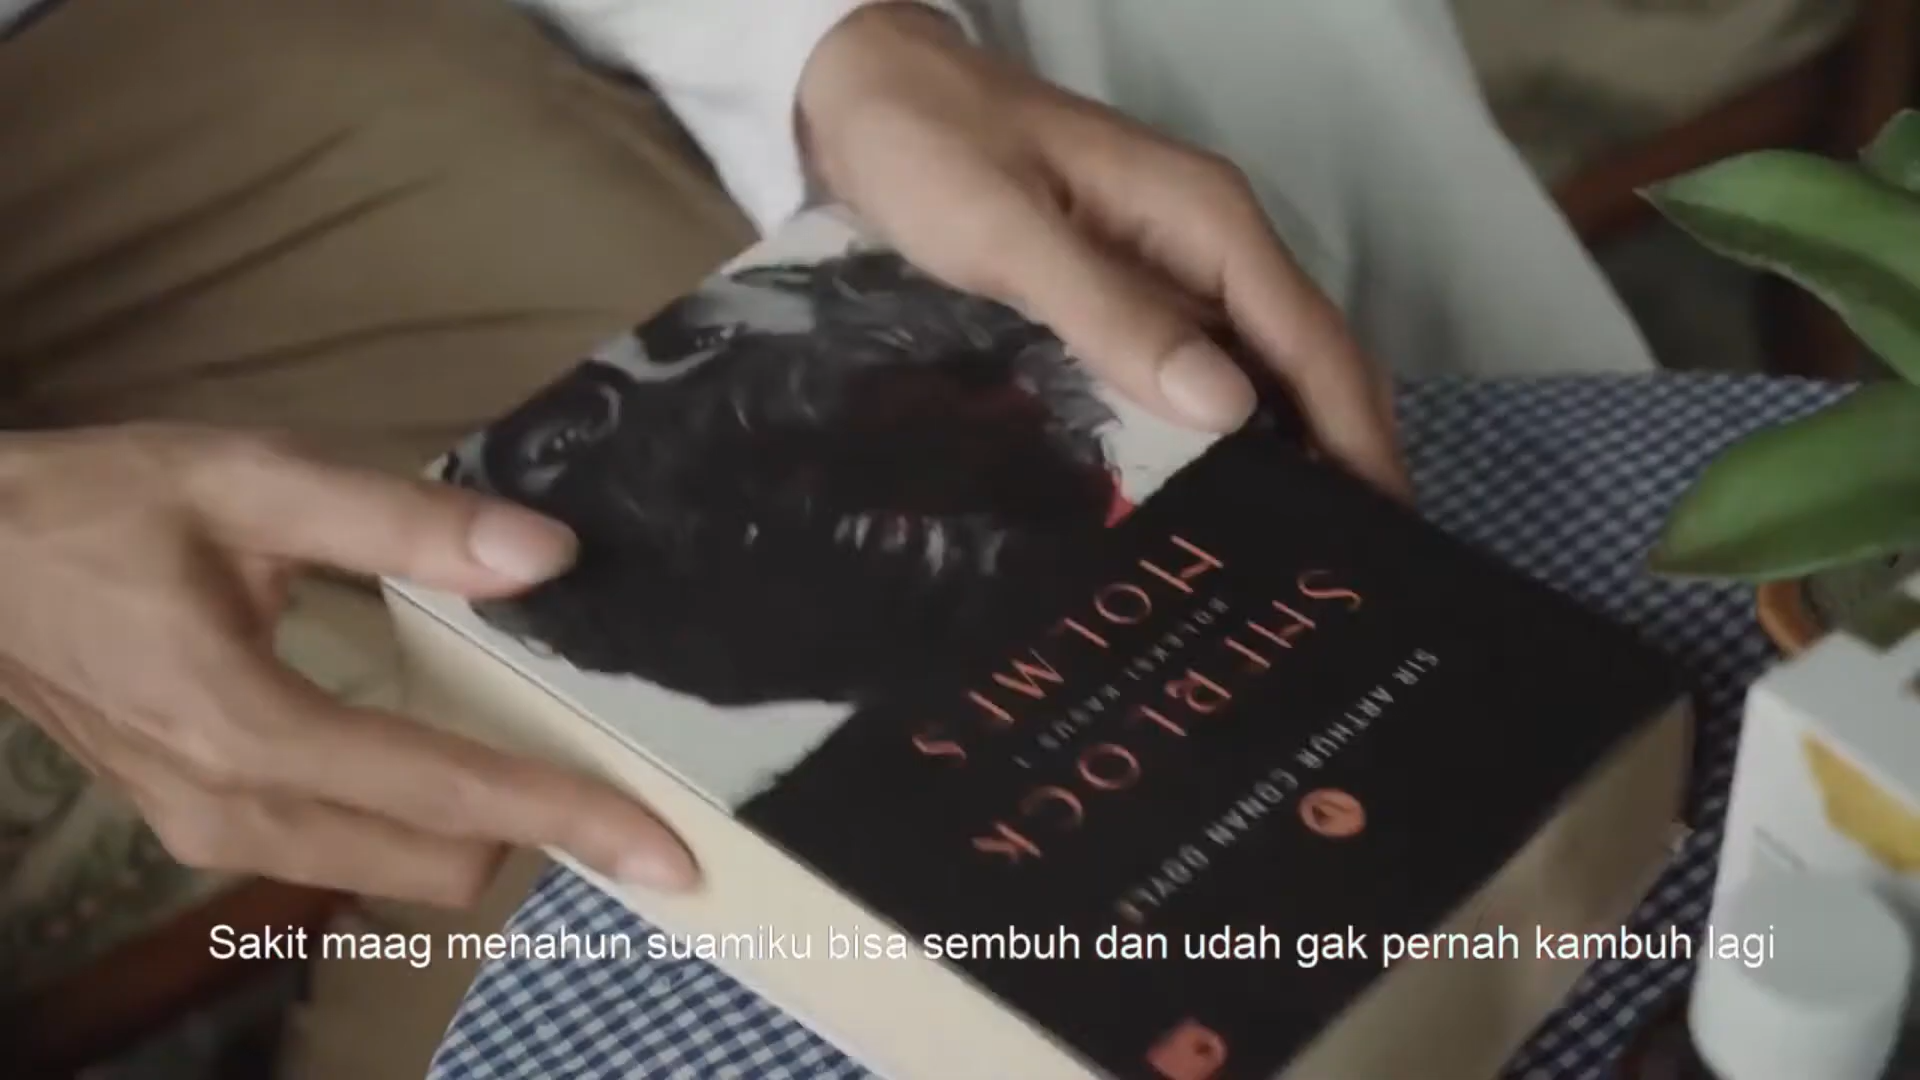 SIR ARTHUR CONAN DOYLE
SHERLOCK
KOLEKSI KASUS 1
HOLMES
Sakit maag menahun suamiku bisa sembuh dan udah gak pernah kambuh lagi